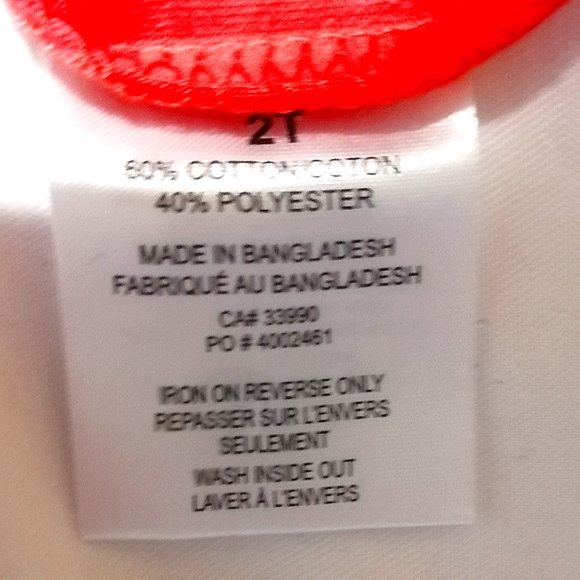 2T
60% COTTON/COTON
40% POLYESTER
MADE IN BANGLADESH
FABRIQUÉ AU BANGLADESH
CA# 33990
PO # 4002461
IRON ON REVERSE ONLY
REPASSER SUR L'ENVERS
SEULEMENT
WASH INSIDE OUT
LAVER À L'ENVERS